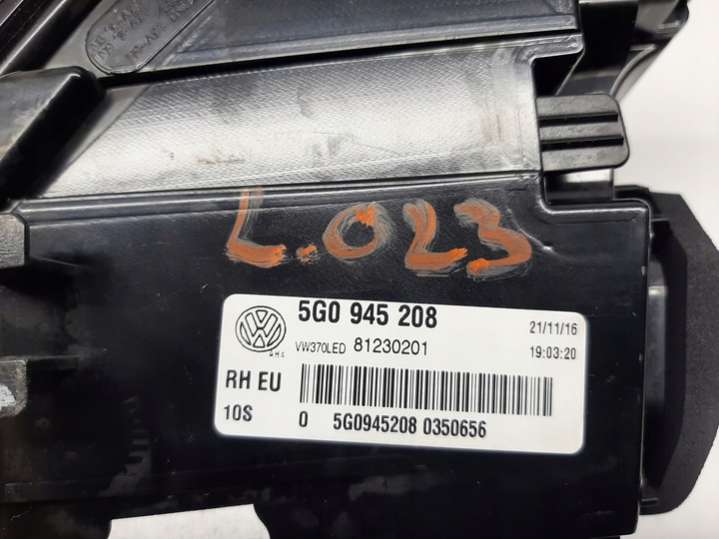 L.023
5G0 945 208
21/11/16
VW370LED 81230201
19:03:20
RH EU
10S
0 5G0945208 0350656